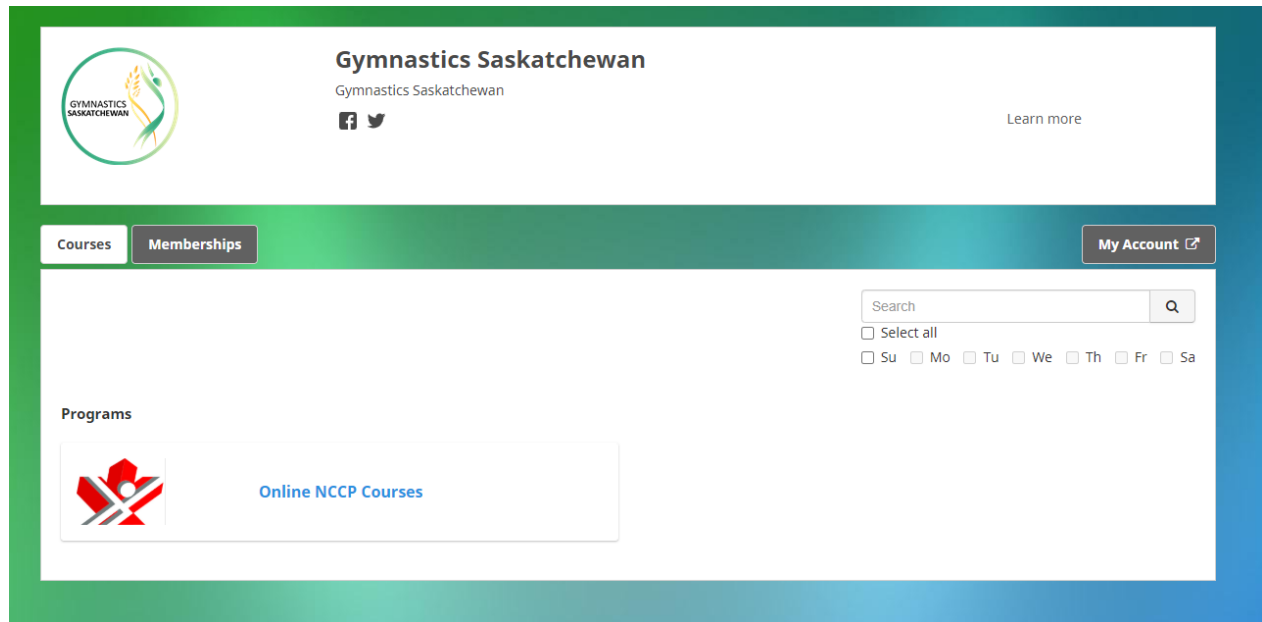 GYMNASTICS
SASKATCHEWAN
Gymnastics Saskatchewan
Gymnastics Saskatchewan
Learn more
Courses
Memberships
My Account
Search
Select all
Su Mo Tu We Th Fr Sa
Programs
Online NCCP Courses